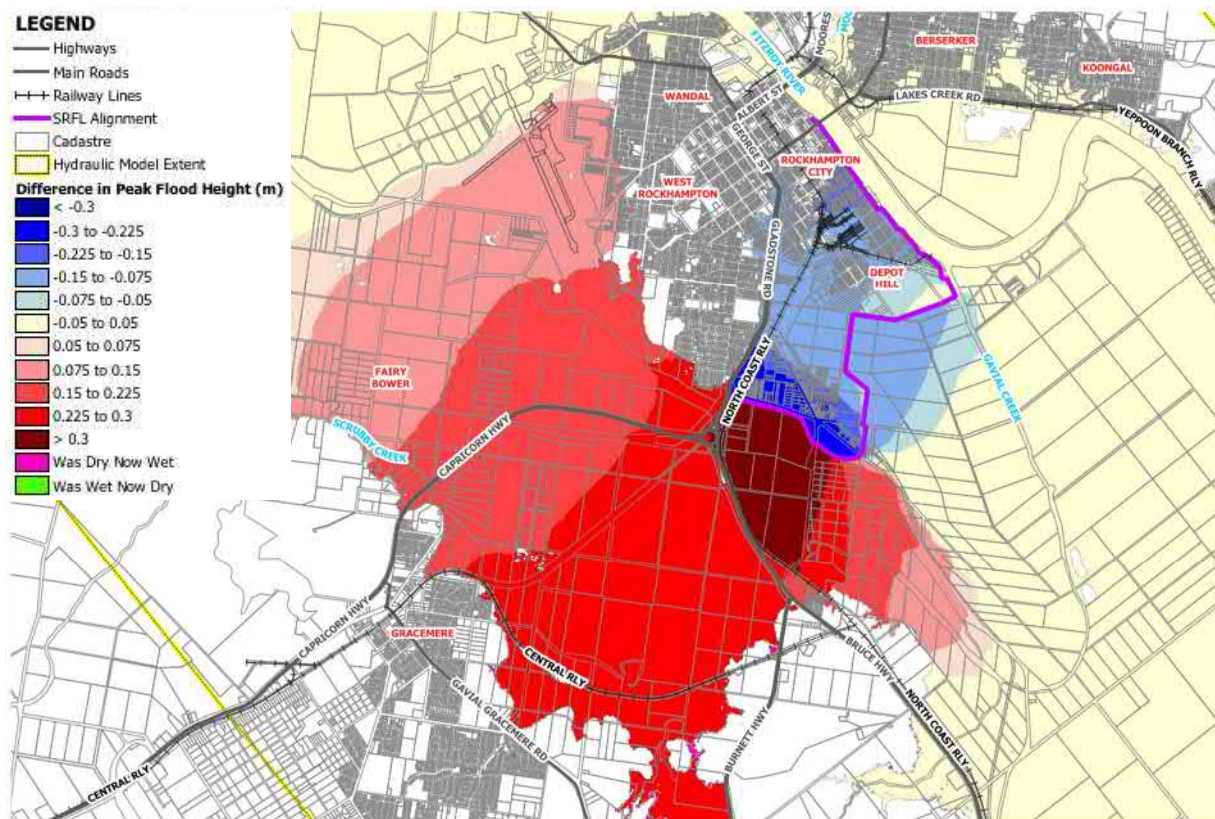 LEGEND
Highways
Main Roads
Railway Lines
SRFL Alignment
Cadastre
Hydraulic Model Extent
Difference in Peak Flood Height (m)
< -0.3
-0.3 to -0.225
-0.225 to -0.15
-0.15 to -0.075
-0.075 to -0.05
-0.05 to 0.05
0.05 to 0.075
0.075 to 0.15
0.15 to 0.225
0.225 to 0.3
> 0.3
Was Dry Now Wet
Was Wet Now Dry
FITZROY RIVER
BERSERKER
KOONGAL
WANDAL
ALBERT ST
LAKES CREEK RD
YEPPOON BRANCH RLY
GEORGE ST
ROCKHAMPTON
CITY
WEST
ROCKHAMPTON
GLADSTONE RD
DEPOT
HILL
NORTH COAST RLY
GAVIAL CREEK
FAIRY
BOWER
SCRUBBY CREEK
CAPRICORN HWY
CAPRICORN HWY
GRACEMERE
CENTRAL RLY
BRUCE HWY
GAVIAL GRACEMERE RD
BURNETT HWY
NORTH COAST RLY
CENTRAL RLY